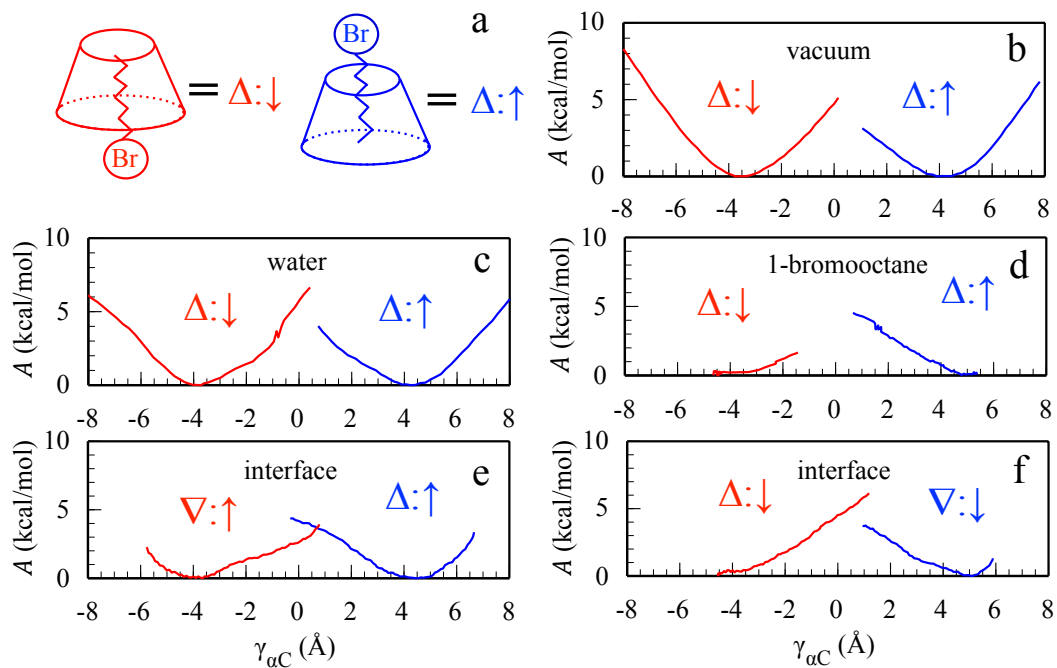 a
Br
= Δ:↓
Br
= Δ:↑
b
vacuum
Δ:↓
Δ:↑
A (kcal/mol)
10
5
0
-8 -6 -4 -2 0 2 4 6 8
c
water
Δ:↓
Δ:↑
A (kcal/mol)
10
5
0
-8 -6 -4 -2 0 2 4 6 8
d
1-bromooctane
Δ:↓
Δ:↑
A (kcal/mol)
10
5
0
-8 -6 -4 -2 0 2 4 6 8
e
interface
∇:↑
Δ:↑
A (kcal/mol)
10
5
0
-8 -6 -4 -2 0 2 4 6 8
γαC (Å)
f
interface
Δ:↓
∇:↓
A (kcal/mol)
10
5
0
-8 -6 -4 -2 0 2 4 6 8
γαC (Å)